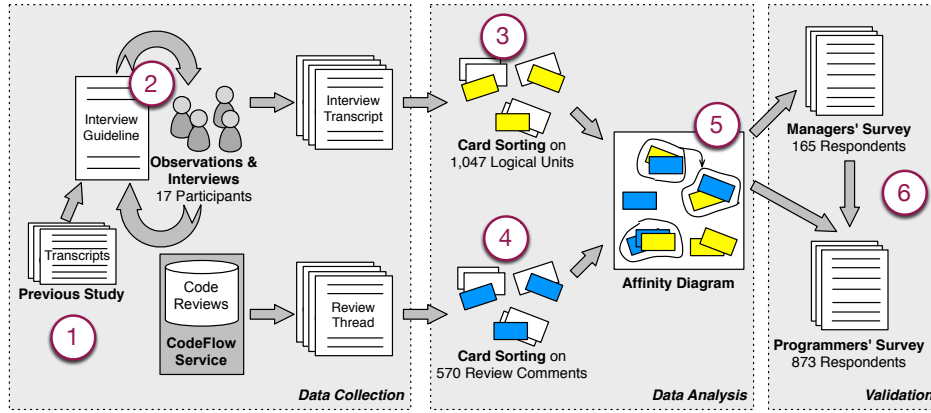 1
2
Interview
Guideline
Observations &
Interviews
17 Participants
Interview
Transcript
Transcripts
Previous Study
Code
Reviews
CodeFlow
Service
Review
Thread
Data Collection
3
Card Sorting on
1,047 Logical Units
4
Card Sorting on
570 Review Comments
5
Affinity Diagram
Data Analysis
Managers' Survey
165 Respondents
6
Programmers' Survey
873 Respondents
Validation